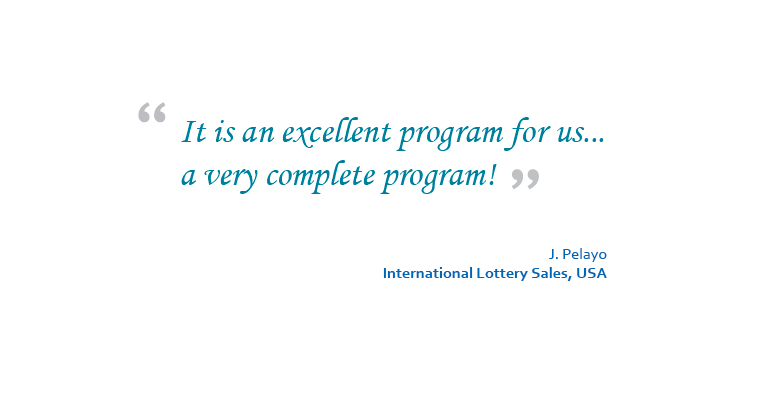 “ It is an excellent program for us...
a very complete program! ”
J. Pelayo
International Lottery Sales, USA